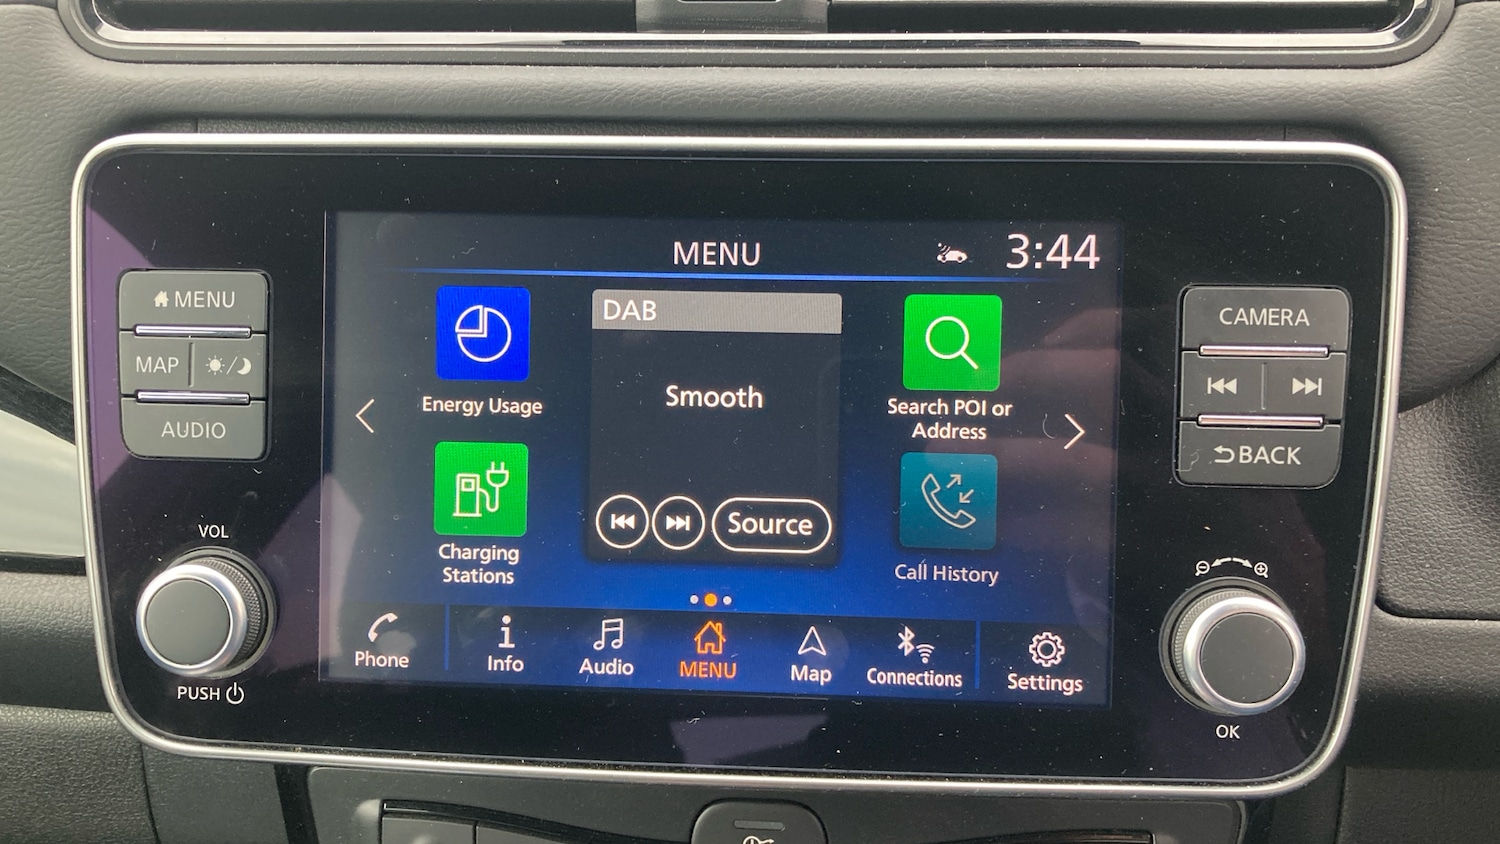 MENU
3:44
MENU
MAP
AUDIO
DAB
Smooth
Source
Energy Usage
Charging
Stations
Search POI or
Address
Call History
CAMERA
BACK
VOL
PUSH
OK
Phone
Info
Audio
MENU
Map
Connections
Settings